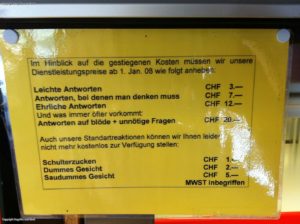 Im Hinblick auf die gestiegenen Kosten müssen wir unsere
Dienstleistungspreise ab 1. Jan. 08 wie folgt anheben:
Leichte Antworten CHF 3.—
Antworten, bei denen man denken muss CHF 7.—
Ehrliche Antworten CHF 12.—
Und was immer öfter vorkommt:
Antworten auf blöde + unnötige Fragen CHF 20.—
Auch unsere Standartreaktionen können wir Ihnen leider
nicht mehr kostenlos zur Verfügung stellen:
Schulterzucken CHF 1.—
Dummes Gesicht CHF 2.—
Saudummes Gesicht CHF 5.—
MWST inbegriffen